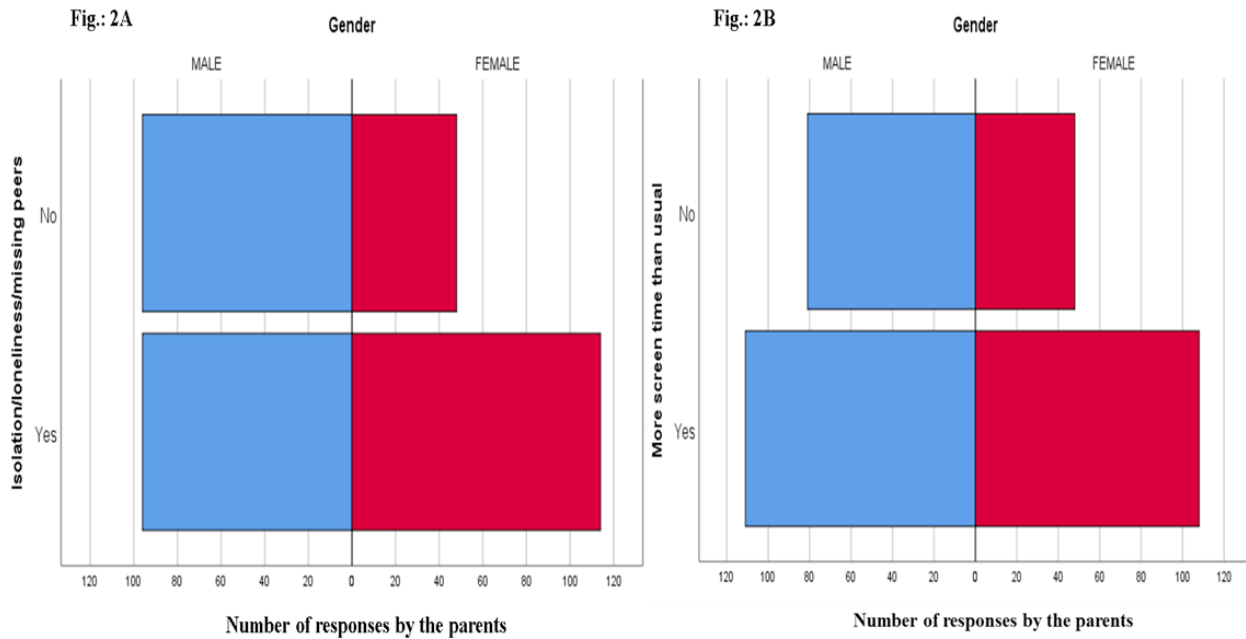 Fig.: 2A
Gender
MALE FEMALE
Isolation/loneliness/missing peers
No
Yes
120 100 80 60 40 20 0 20 40 60 80 100 120
Number of responses by the parents
Fig.: 2B
Gender
MALE FEMALE
More screen time than usual
No
Yes
120 100 80 60 40 20 0 20 40 60 80 100 120
Number of responses by the parents